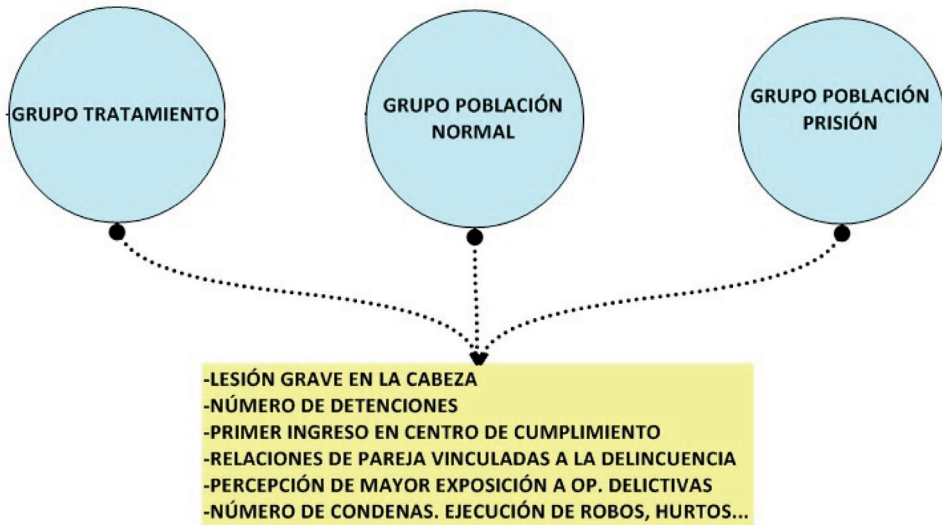 GRUPO TRATAMIENTO
GRUPO POBLACIÓN
NORMAL
GRUPO POBLACIÓN
PRISIÓN
-LESIÓN GRAVE EN LA CABEZA
-NÚMERO DE DETENCIONES
-PRIMER INGRESO EN CENTRO DE CUMPLIMIENTO
-RELACIONES DE PAREJA VINCULADAS A LA DELINCUENCIA
-PERCEPCIÓN DE MAYOR EXPOSICIÓN A OP. DELICTIVAS
-NÚMERO DE CONDENAS. EJECUCIÓN DE ROBOS, HURTOS...